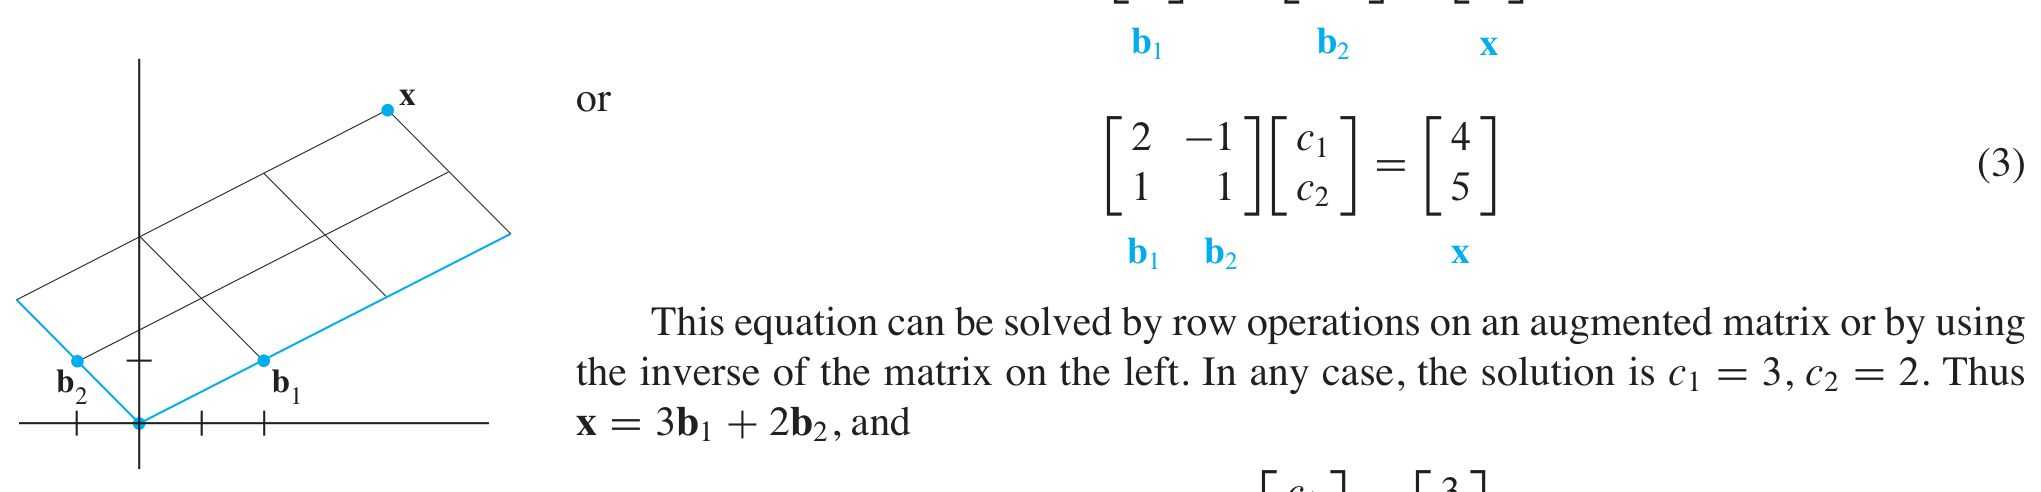 b₁ b₂ x
x
or
[2 −1; 1 1] [c₁; c₂] = [4; 5] (3)
b₁ b₂ x
This equation can be solved by row operations on an augmented matrix or by using
the inverse of the matrix on the left. In any case, the solution is c₁ = 3, c₂ = 2. Thus
x = 3b₁ + 2b₂, and
b₂ b₁
3